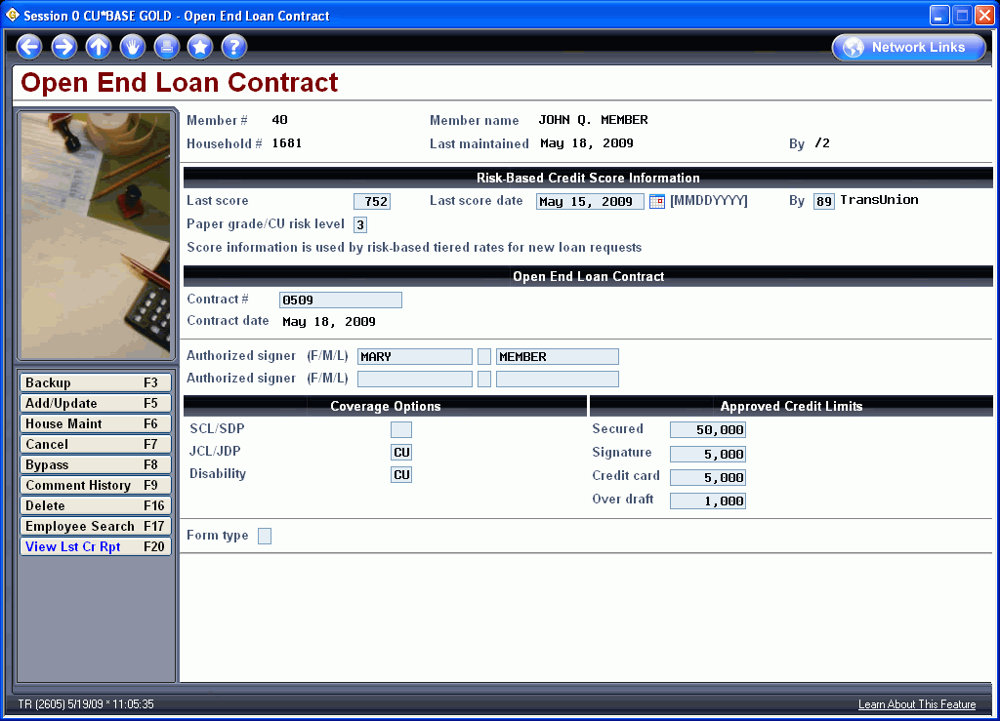 Session 0 CU*BASE GOLD - Open End Loan Contract
Network Links
Open End Loan Contract
Member # 40 Member name JOHN Q. MEMBER
Household # 1681 Last maintained May 18, 2009 By /2
Risk-Based Credit Score Information
Last score 752 Last score date May 15, 2009 [MMDDYYYY] By 89 TransUnion
Paper grade/CU risk level 3
Score information is used by risk-based tiered rates for new loan requests
Open End Loan Contract
Contract # 0509
Contract date May 18, 2009
Authorized signer (F/M/L) MARY MEMBER
Authorized signer (F/M/L)
Coverage Options Approved Credit Limits
SCL/SDP Secured 50,000
JCL/JDP CU Signature 5,000
Disability CU Credit card 5,000
Over draft 1,000
Form type
Backup F3
Add/Update F5
House Maint F6
Cancel F7
Bypass F8
Comment History F9
Delete F16
Employee Search F17
View Lst Cr Rpt F20
TR (2605) 5/19/09 * 11:05:35 Learn About This Feature